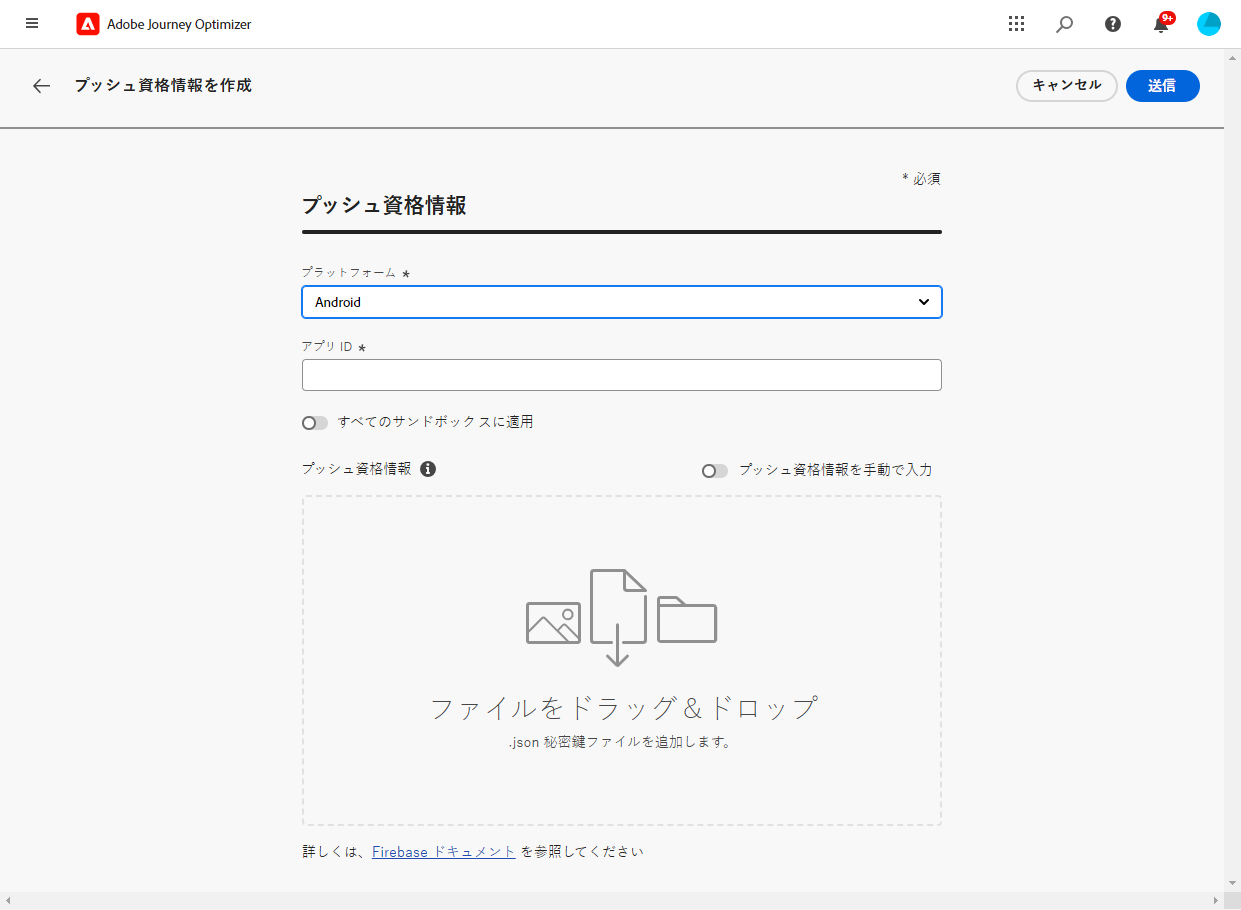 Adobe Journey Optimizer
9+
プッシュ資格情報を作成
キャンセル
送信
* 必須
プッシュ資格情報
プラットフォーム *
Android
アプリ ID *
すべてのサンドボックスに適用
プッシュ資格情報
プッシュ資格情報を手動で入力
ファイルをドラッグ＆ドロップ
.json 秘密鍵ファイルを追加します。
詳しくは、Firebase ドキュメント を参照してください